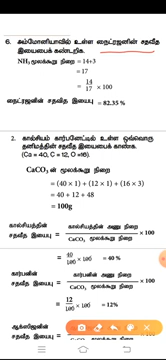 6. அம்மோனியாவில் உள்ள நைட்ரஜனின் சதவீத
இயைபைக் கண்டறிக.
NH₃ மூலக்கூறு நிறை = 14+3
= 17
= 14/17 × 100
நைட்ரஜனின் சதவீத இயைபு = 82.35 %
2. கால்சியம் கார்பனேட்டில் உள்ள ஒவ்வொரு
தனிமத்தின் சதவீத இயைபைக் காண்க.
(Ca = 40, C = 12, O =16).
CaCO₃ ன் மூலக்கூறு நிறை
= (40 × 1) + (12 × 1) + (16 × 3)
= 40 + 12 + 48
= 100g
கால்சியத்தின் சதவீத இயைபு = கால்சியத்தின் அணு நிறை / CaCO₃ மூலக்கூறு நிறை ×100
= 40/100 × 100 = 40 %
கார்பனின் சதவீத இயைபு = கார்பனின் அணு நிறை / CaCO₃ மூலக்கூறு நிறை ×100
= 12/100 × 100 = 12%
ஆக்ஸிஜனின்